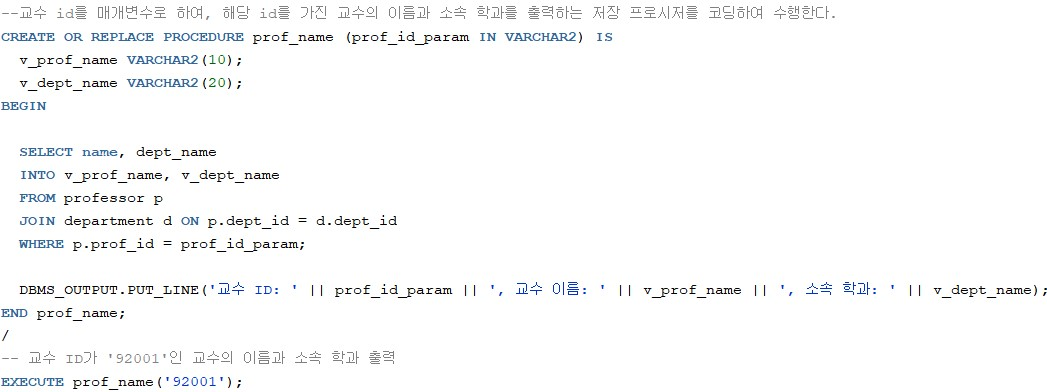 --교수 id를 매개변수로 하여, 해당 id를 가진 교수의 이름과 소속 학과를 출력하는 저장 프로시저를 코딩하여 수행한다.
CREATE OR REPLACE PROCEDURE prof_name (prof_id_param IN VARCHAR2) IS
  v_prof_name VARCHAR2(10);
  v_dept_name VARCHAR2(20);
BEGIN

  SELECT name, dept_name
  INTO v_prof_name, v_dept_name
  FROM professor p
  JOIN department d ON p.dept_id = d.dept_id
  WHERE p.prof_id = prof_id_param;

  DBMS_OUTPUT.PUT_LINE('교수 ID: ' || prof_id_param || ', 교수 이름: ' || v_prof_name || ', 소속 학과: ' || v_dept_name);
END prof_name;
/
-- 교수 ID가 '92001'인 교수의 이름과 소속 학과 출력
EXECUTE prof_name('92001');